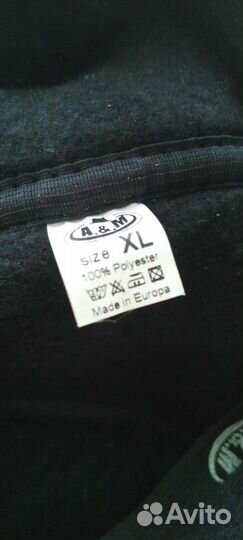 A & M
size XL
100% Polyester
Made in Europa
Avito